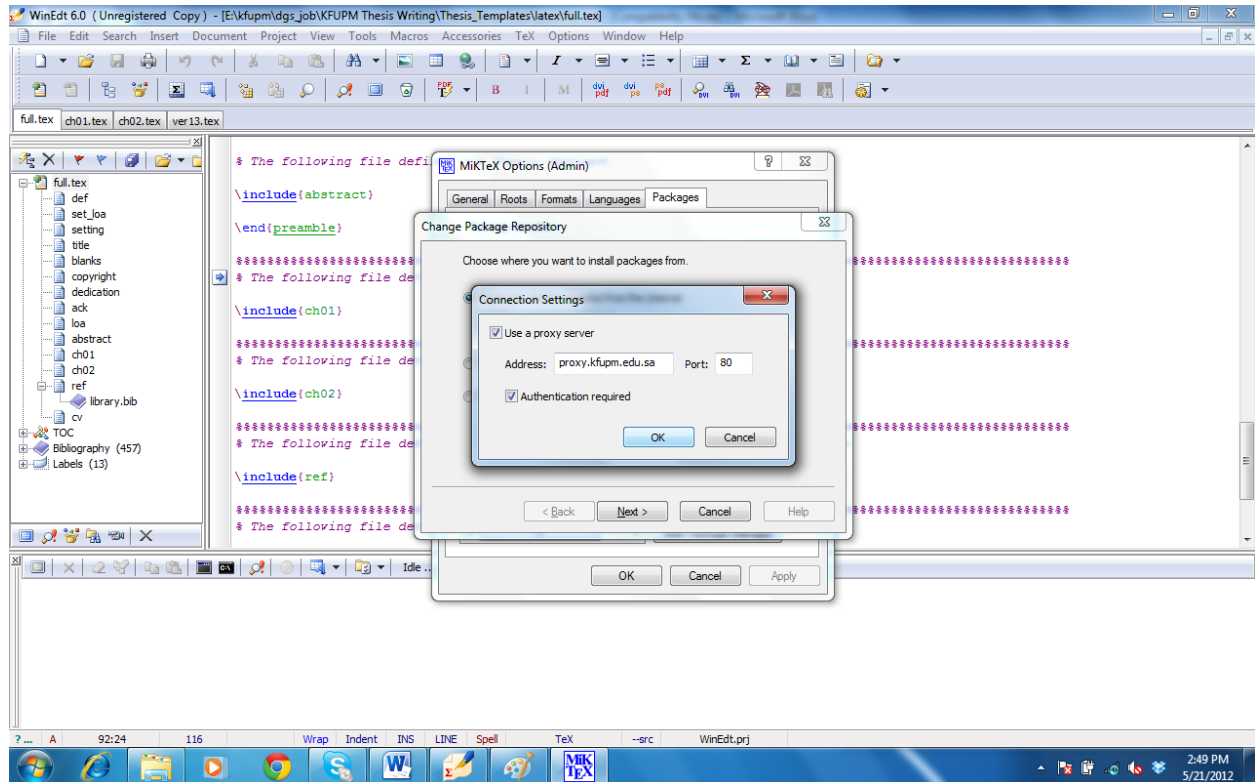 WinEdt 6.0 ( Unregistered Copy ) - [E:\kfupm\dgs_job\KFUPM Thesis Writing\Thesis_Templates\latex\full.tex]
File Edit Search Insert Document Project View Tools Macros Accessories TeX Options Window Help
full.tex ch01.tex ch02.tex ver13.tex
full.tex
def
set_loa
setting
title
blanks
copyright
dedication
ack
loa
abstract
ch01
ch02
ref
library.bib
cv
TOC
Bibliography (457)
Labels (13)
% The following file defi
\include{abstract}
\end{preamble}
%%%%%%%%%%%%%%%%%%%%%%% %%%%%%%%%%%%%%%%%%%%%%%%%%%%
% The following file de
\include{ch01}
%%%%%%%%%%%%%%%%%%%%%%% %%%%%%%%%%%%%%%%%%%%%%%%%%%%
% The following file de
\include{ch02}
%%%%%%%%%%%%%%%%%%%%%%% %%%%%%%%%%%%%%%%%%%%%%%%%%%%
% The following file de
\include{ref}
%%%%%%%%%%%%%%%%%%%%%%% %%%%%%%%%%%%%%%%%%%%%%%%%%%%
% The following file de
MiKTeX Options (Admin)
General Roots Formats Languages Packages
Change Package Repository
Choose where you want to install packages from.
Connection Settings
Use a proxy server
Address: proxy.kfupm.edu.sa Port: 80
Authentication required
OK Cancel
< Back Next > Cancel Help
OK Cancel Apply
Idle ..
?... A 92:24 116 Wrap Indent INS LINE Spell TeX --src WinEdt.prj
2:49 PM
5/21/2012